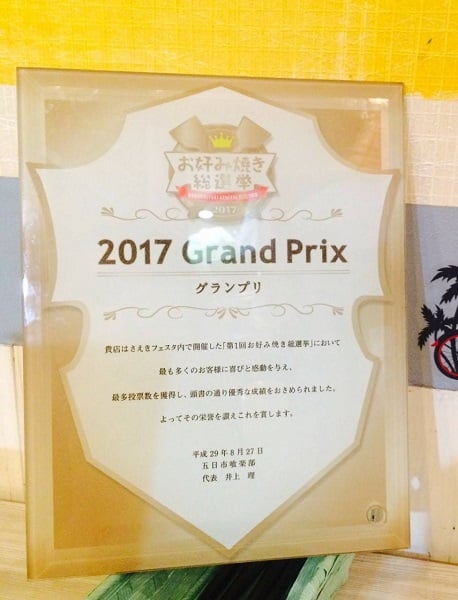 お好み焼き
総選挙
OKONOMIYAKI GENERAL ELECTION
2017
2017 Grand Prix
グランプリ
貴店はさえきフェスタ内で開催した「第1回お好み焼き総選挙」において
最も多くのお客様に喜びと感動を与え、
最多投票数を獲得し、頭書の通り優秀な成績をおさめられました。
よってその栄誉を讃えこれを賞します。
平成29年8月27日
五日市喰楽部
代表 井上 理